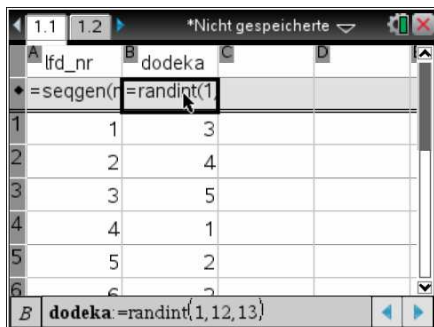 1.1 1.2 *Nicht gespeicherte
A lfd_nr B dodeka C D
=seqgen(r =randint(1,
1 1 3
2 2 4
3 3 5
4 4 1
5 5 2
6
B dodeka:=randint(1,12,13)